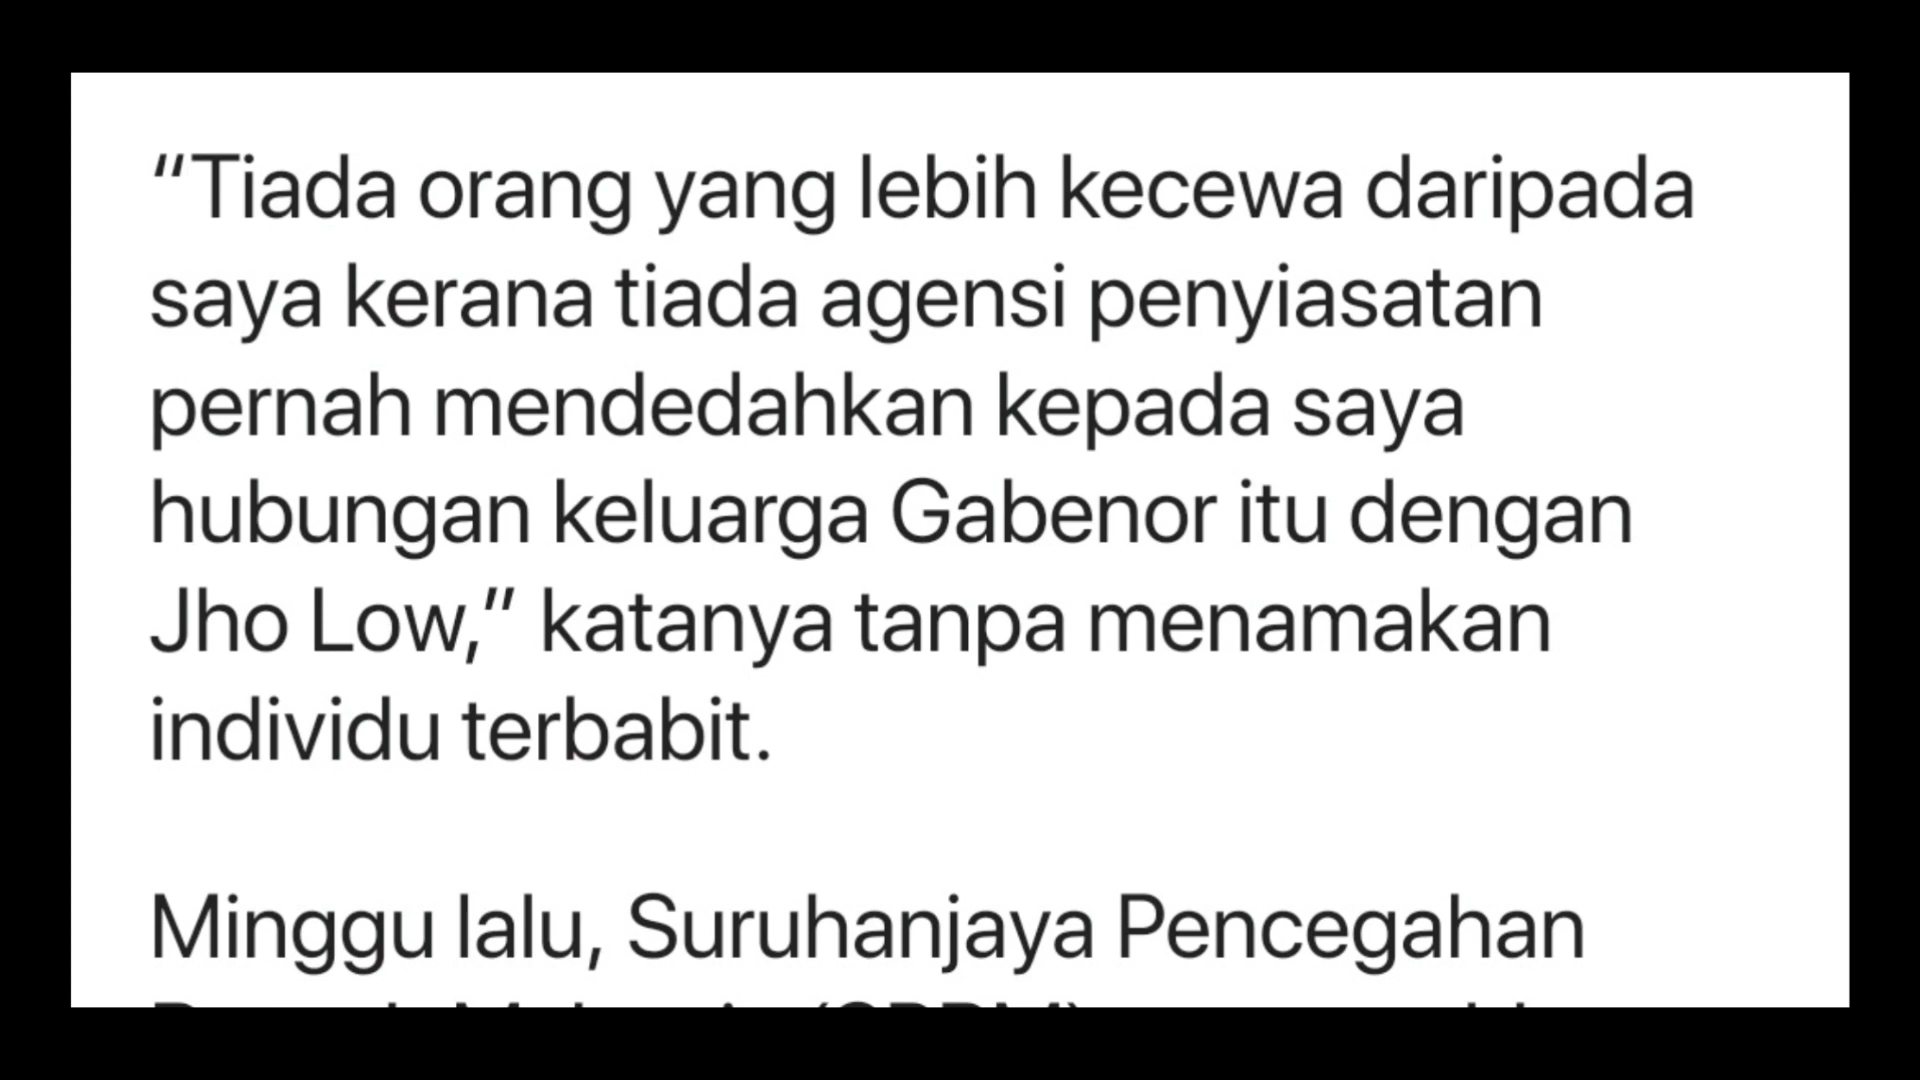 “Tiada orang yang lebih kecewa daripada
saya kerana tiada agensi penyiasatan
pernah mendedahkan kepada saya
hubungan keluarga Gabenor itu dengan
Jho Low,” katanya tanpa menamakan
individu terbabit.
Minggu lalu, Suruhanjaya Pencegahan